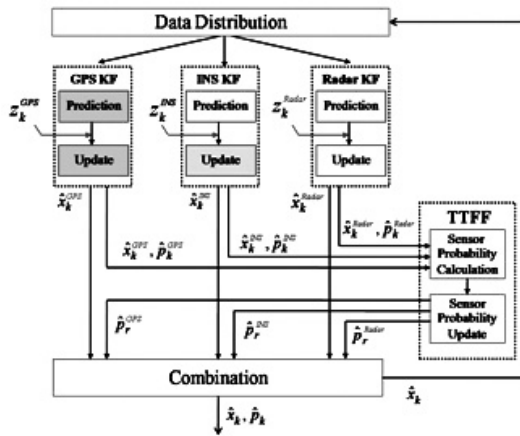 Data Distribution
GPS KF
INS KF
Radar KF
Prediction
Prediction
Prediction
z_k^GPS
z_k^INS
z_k^Radar
Update
Update
Update
x̂_k^GPS
x̂_k^INS
x̂_k^Radar
x̂_k^GPS, p̂_k^GPS
x̂_k^INS, p̂_k^INS
x̂_k^Radar, p̂_k^Radar
TTFF
Sensor
Probability
Calculation
Sensor
Probability
Update
p̂_r^GPS
p̂_r^INS
p̂_r^Radar
Combination
x̂_k
x̂_k, p̂_k